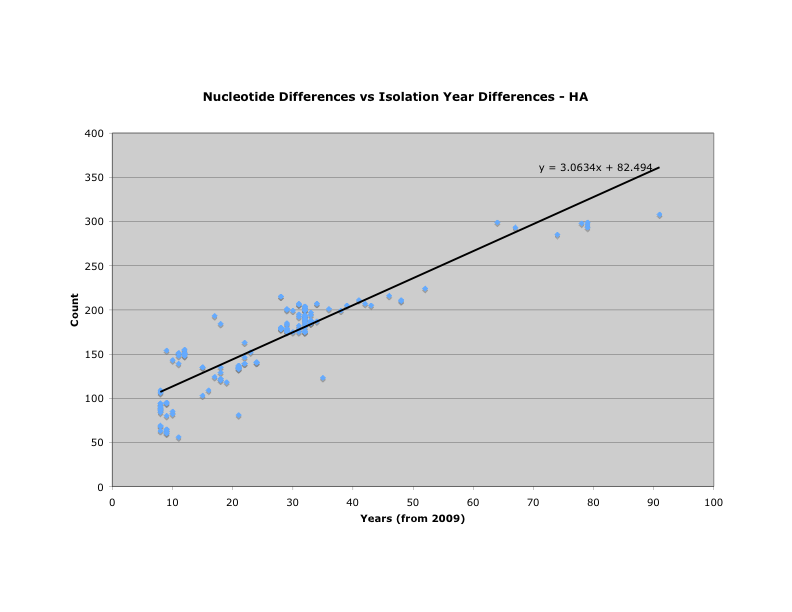 Nucleotide Differences vs Isolation Year Differences - HA
400
350
300
250
200
150
100
50
0
Count
y = 3.0634x + 82.494
0 10 20 30 40 50 60 70 80 90 100
Years (from 2009)